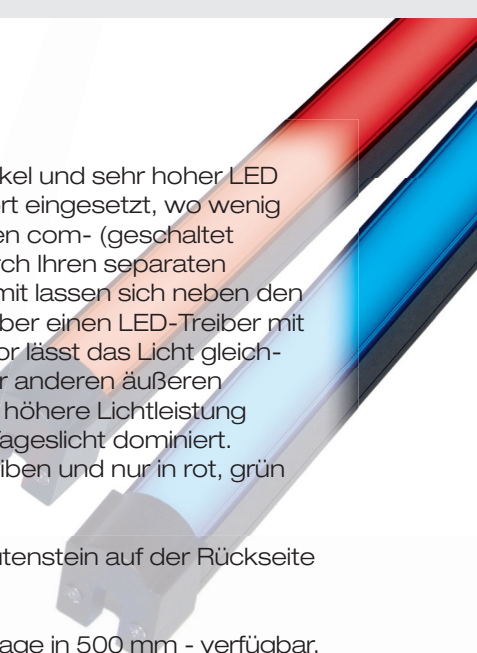 kel und sehr hoher LED
rt eingesetzt, wo wenig
en com- (geschaltet
rch Ihren separaten
mit lassen sich neben den
ber einen LED-Treiber mit
or lässt das Licht gleich-
r anderen äußeren
höhere Lichtleistung
ageslicht dominiert.
iben und nur in rot, grün
utenstein auf der Rückseite
age in 500 mm - verfügbar.